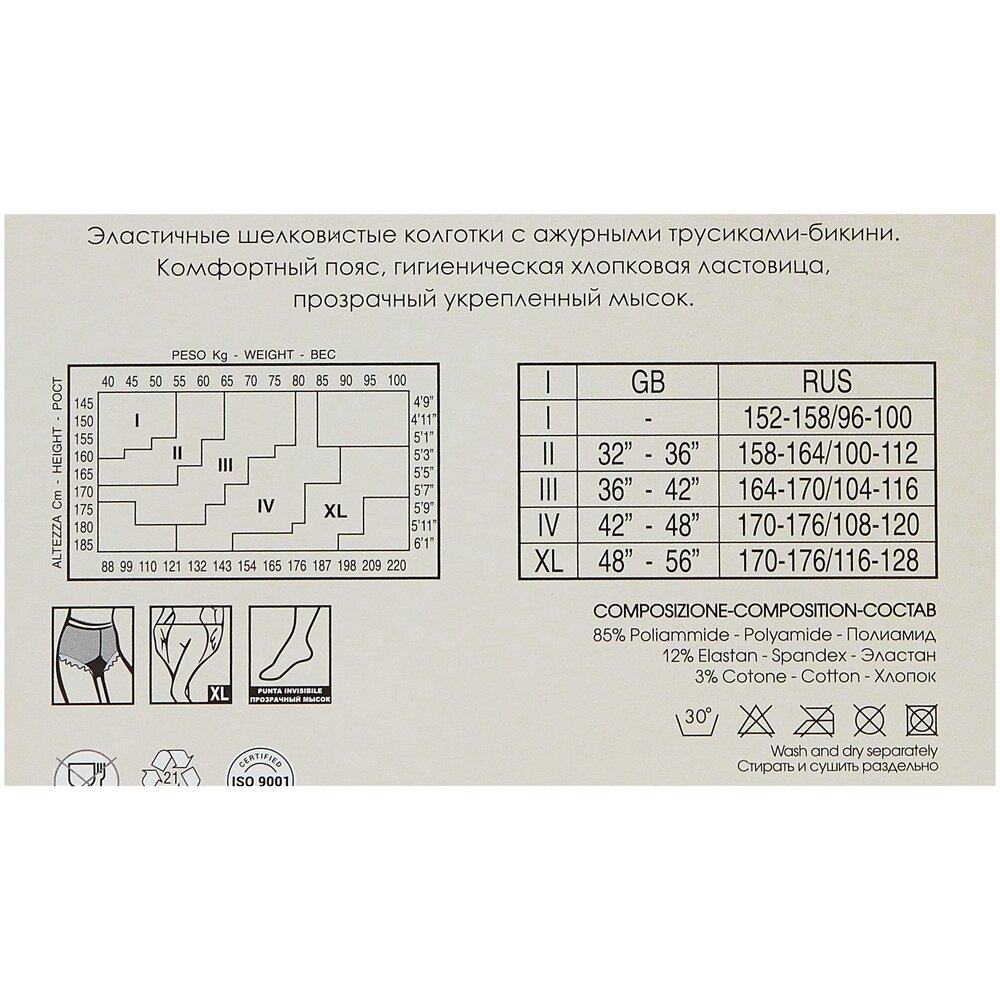 Эластичные шелковистые колготки с ажурными трусиками-бикини.
Комфортный пояс, гигиеническая хлопковая ластовица,
прозрачный укрепленный мысок.
PESO Kg - WEIGHT - ВЕС
ALTEZZA Cm - HEIGHT - РОСТ
40 45 50 55 60 65 70 75 80 85 90 95 100
145 4'9"
150 I 4'11"
155 II 5'1"
160 III 5'3"
165 5'5"
170 IV XL 5'7"
175 5'9"
180 5'11"
185 6'1"
88 99 110 121 132 143 154 165 176 187 198 209 220
I GB RUS
I - 152-158/96-100
II 32” - 36” 158-164/100-112
III 36” - 42” 164-170/104-116
IV 42” - 48” 170-176/108-120
XL 48” - 56” 170-176/116-128
COMPOSIZIONE-COMPOSITION-СОСТАВ
85% Poliammide - Polyamide - Полиамид
12% Elastan - Spandex - Эластан
3% Cotone - Cotton - Хлопок
XL
PUNTA INVISIBILE
ПРОЗРАЧНЫЙ МЫСОК
30°
Wash and dry separately
Стирать и сушить раздельно
21
CERTIFIED
ISO 9001